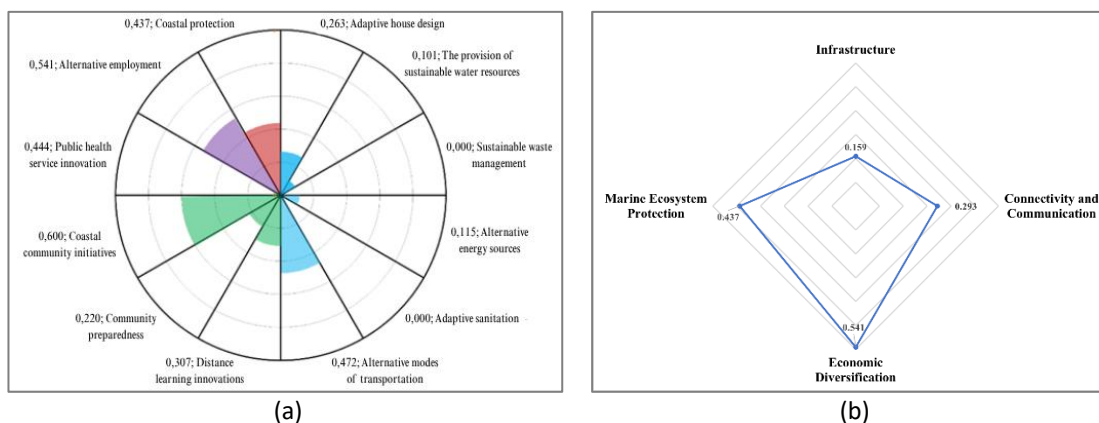 0,437; Coastal protection
0,263; Adaptive house design
0,541; Alternative employment
0,101; The provision of
sustainable water resources
0,444; Public health
service innovation
0,000; Sustainable waste
management
0,600; Coastal
community initiatives
0,115; Alternative
energy sources
0,220; Community
preparedness
0,000; Adaptive sanitation
0,307; Distance
learning innovations
0,472; Alternative modes
of transportation
(a)
Infrastructure
0.159
Marine Ecosystem
Protection
0.437
0.293
Connectivity and
Communication
0.541
Economic
Diversification
(b)